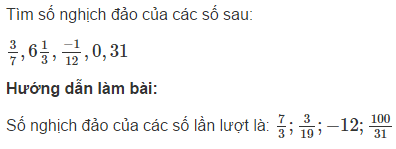 Tìm số nghịch đảo của các số sau:
3/7, 6 1/3, -1/12, 0, 31
Hướng dẫn làm bài:
Số nghịch đảo của các số lần lượt là: 7/3; 3/19; -12; 100/31